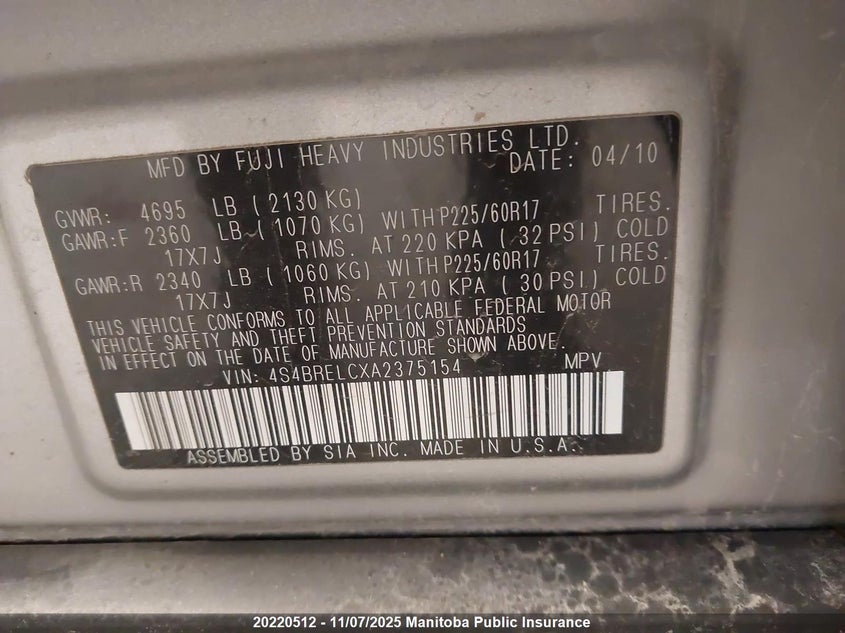 MFD BY FUJI HEAVY INDUSTRIES LTD.
DATE: 04/10
GVWR: 4695 LB ( 2130 KG)
GAWR:F 2360 LB ( 1070 KG) WITH P225/60R17 TIRES.
17X7J RIMS. AT 220 KPA ( 32 PSI) COLD
GAWR:R 2340 LB ( 1060 KG) WITH P225/60R17 TIRES.
17X7J RIMS. AT 210 KPA ( 30 PSI) COLD
THIS VEHICLE CONFORMS TO ALL APPLICABLE FEDERAL MOTOR
VEHICLE SAFETY AND THEFT PREVENTION STANDARDS
IN EFFECT ON THE DATE OF MANUFACTURE SHOWN ABOVE.
VIN: 4S4BRELCXA2375154 MPV
ASSEMBLED BY SIA INC. MADE IN U.S.A.
20220512 - 11/07/2025 Manitoba Public Insurance